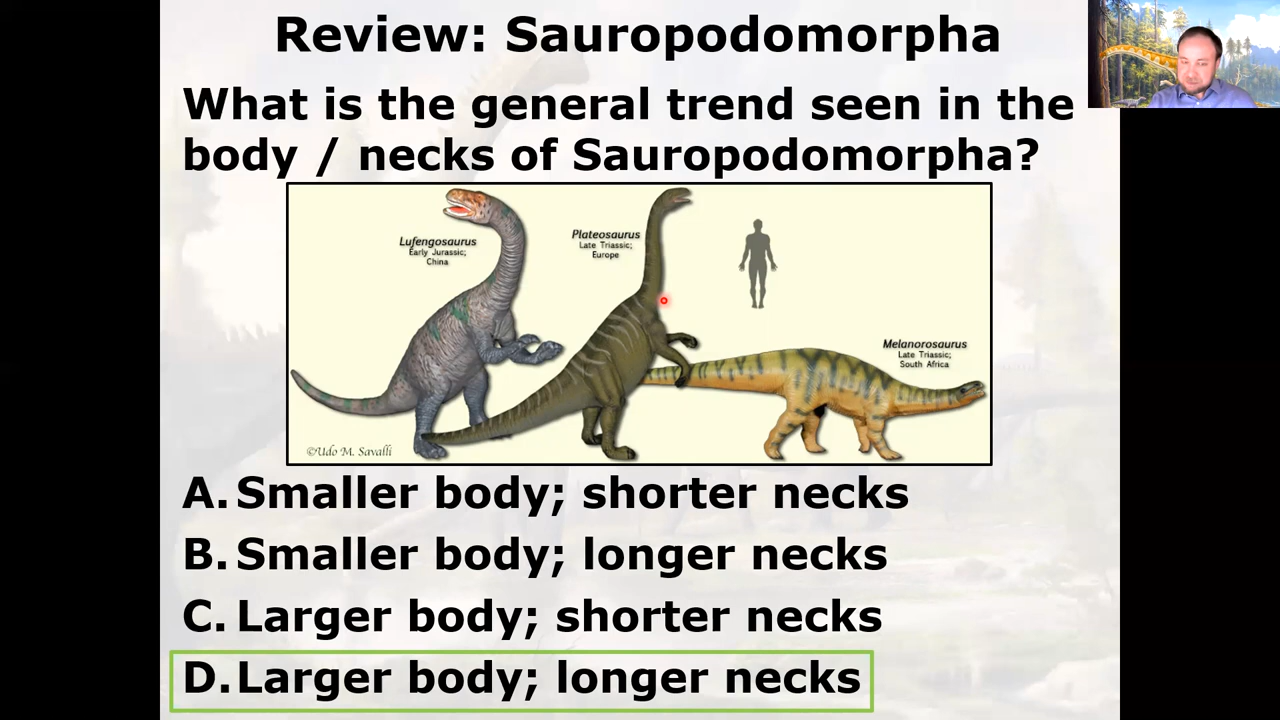 Review: Sauropodomorpha
What is the general trend seen in the
body / necks of Sauropodomorpha?
Lufengosaurus
Early Jurassic;
China
Plateosaurus
Late Triassic;
Europe
Melanorosaurus
Late Triassic;
South Africa
©Udo M. Savalli
A. Smaller body; shorter necks
B. Smaller body; longer necks
C. Larger body; shorter necks
D. Larger body; longer necks